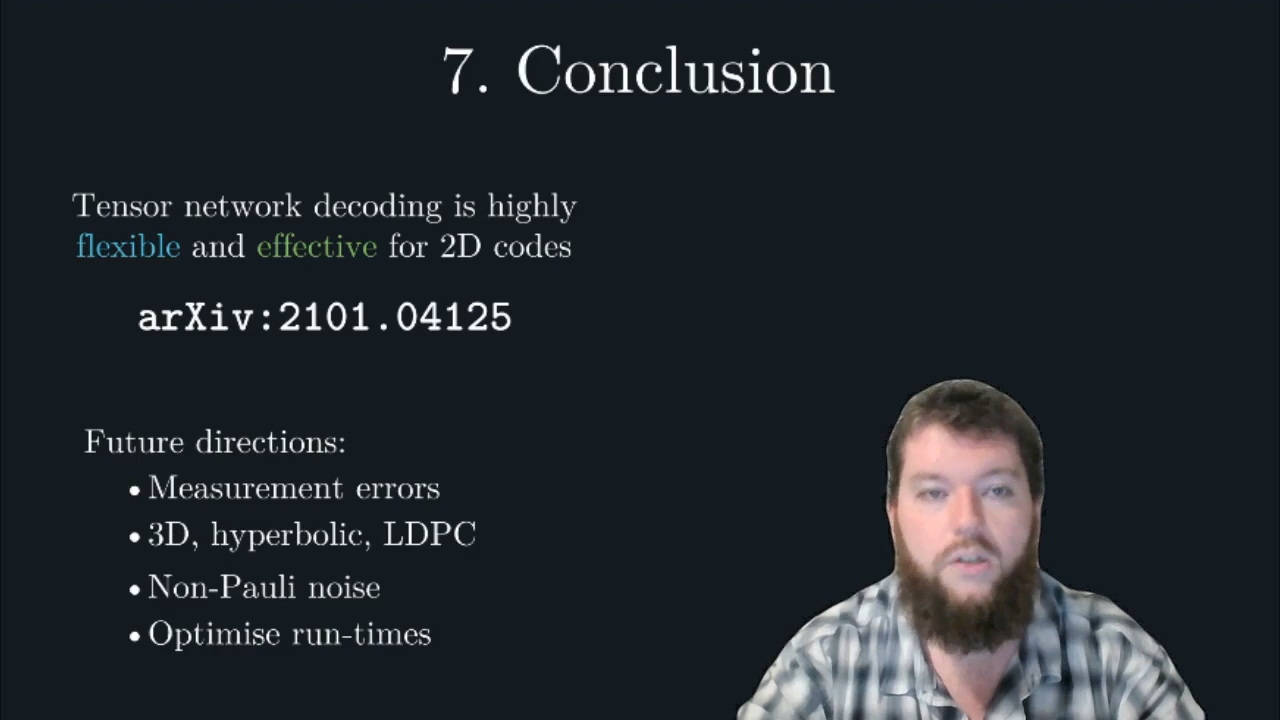 7. Conclusion
Tensor network decoding is highly
flexible and effective for 2D codes
arXiv:2101.04125
Future directions:
• Measurement errors
• 3D, hyperbolic, LDPC
• Non-Pauli noise
• Optimise run-times